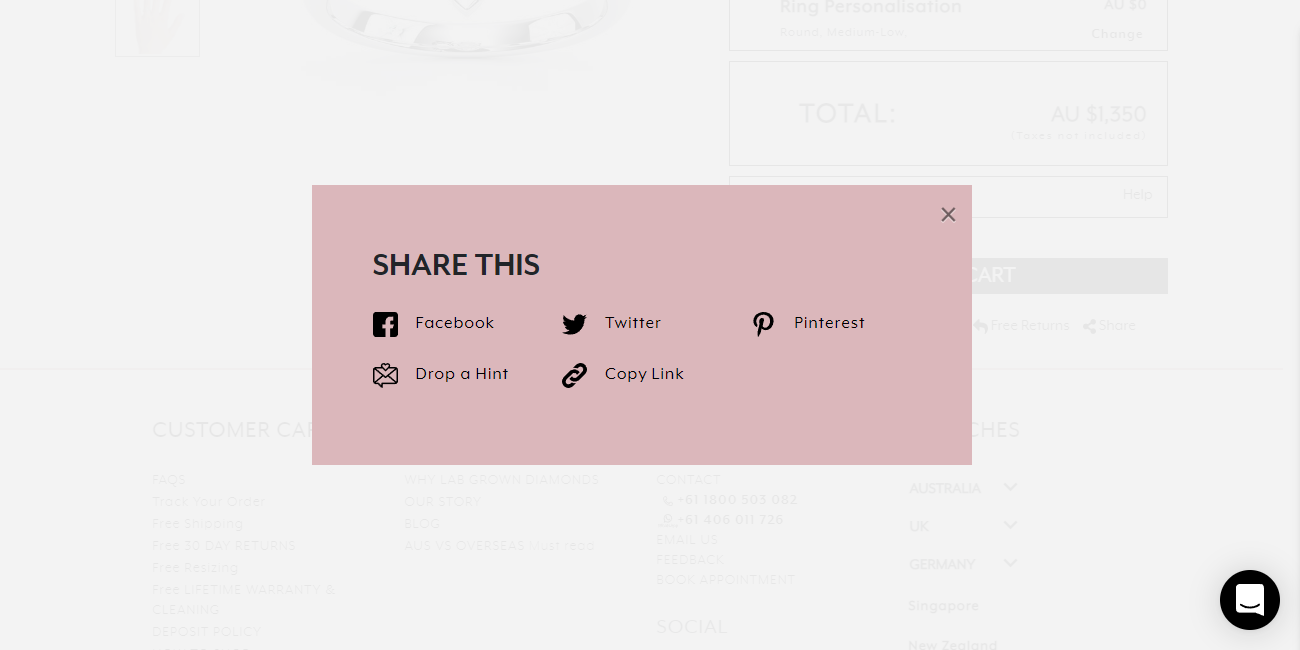 Ring Personalisation AU $0
Round, Medium-Low, Change
TOTAL: AU $1,350
(Taxes not included)
Help
SHARE THIS
Facebook Twitter Pinterest
Drop a Hint Copy Link
CART
Free Returns Share
CUSTOMER CAR
CHES
FAQS
Track Your Order
Free Shipping
Free 30 DAY RETURNS
Free Resizing
Free LIFETIME WARRANTY &
CLEANING
DEPOSIT POLICY
WHY LAB GROWN DIAMONDS
OUR STORY
BLOG
AUS VS OVERSEAS Must read
CONTACT
+61 1800 503 082
+61 406 011 726
EMAIL US
FEEDBACK
BOOK APPOINTMENT
SOCIAL
AUSTRALIA
UK
GERMANY
Singapore
New Zealand